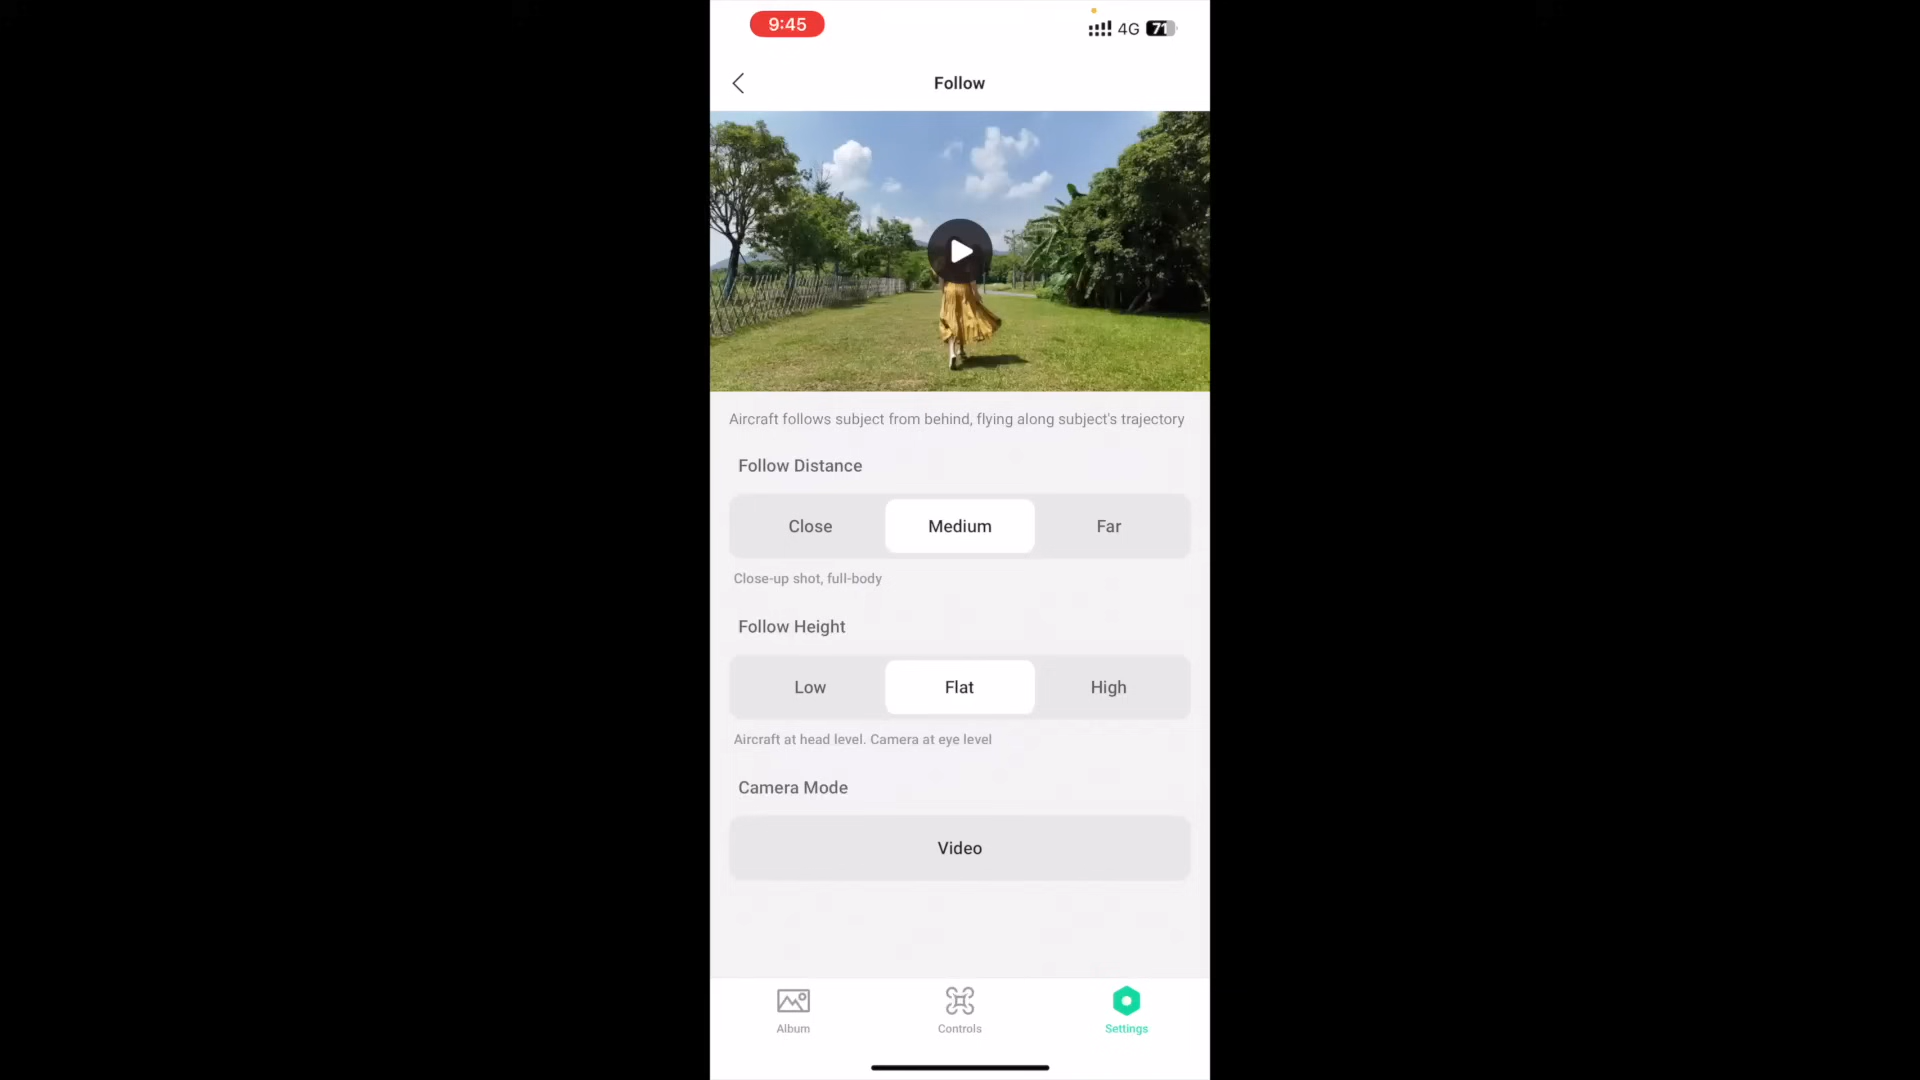 9:45
4G 71
Follow
Aircraft follows subject from behind, flying along subject's trajectory
Follow Distance
Close Medium Far
Close-up shot, full-body
Follow Height
Low Flat High
Aircraft at head level. Camera at eye level
Camera Mode
Video
Album Controls Settings